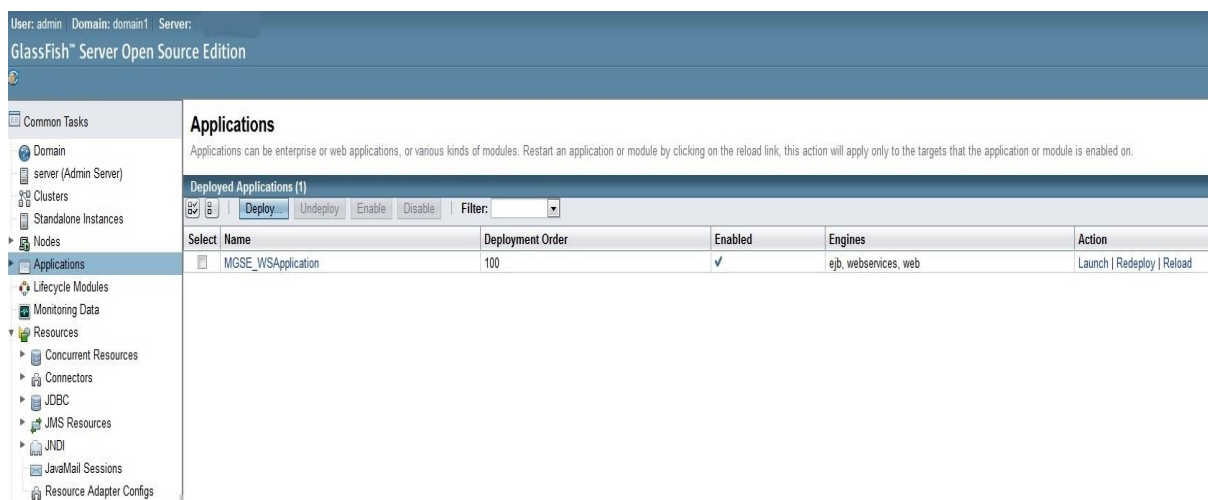 User: admin Domain: domain1 Server:
GlassFish™ Server Open Source Edition
Common Tasks
Domain
server (Admin Server)
Clusters
Standalone Instances
Nodes
Applications
Lifecycle Modules
Monitoring Data
Resources
Concurrent Resources
Connectors
JDBC
JMS Resources
JNDI
JavaMail Sessions
Resource Adapter Configs
Applications
Applications can be enterprise or web applications, or various kinds of modules. Restart an application or module by clicking on the reload link, this action will apply only to the targets that the application or module is enabled on.
Deployed Applications (1)
Deploy... Undeploy Enable Disable Filter:
Select Name Deployment Order Enabled Engines Action
MGSE_WSApplication 100 ✓ ejb, webservices, web Launch | Redeploy | Reload